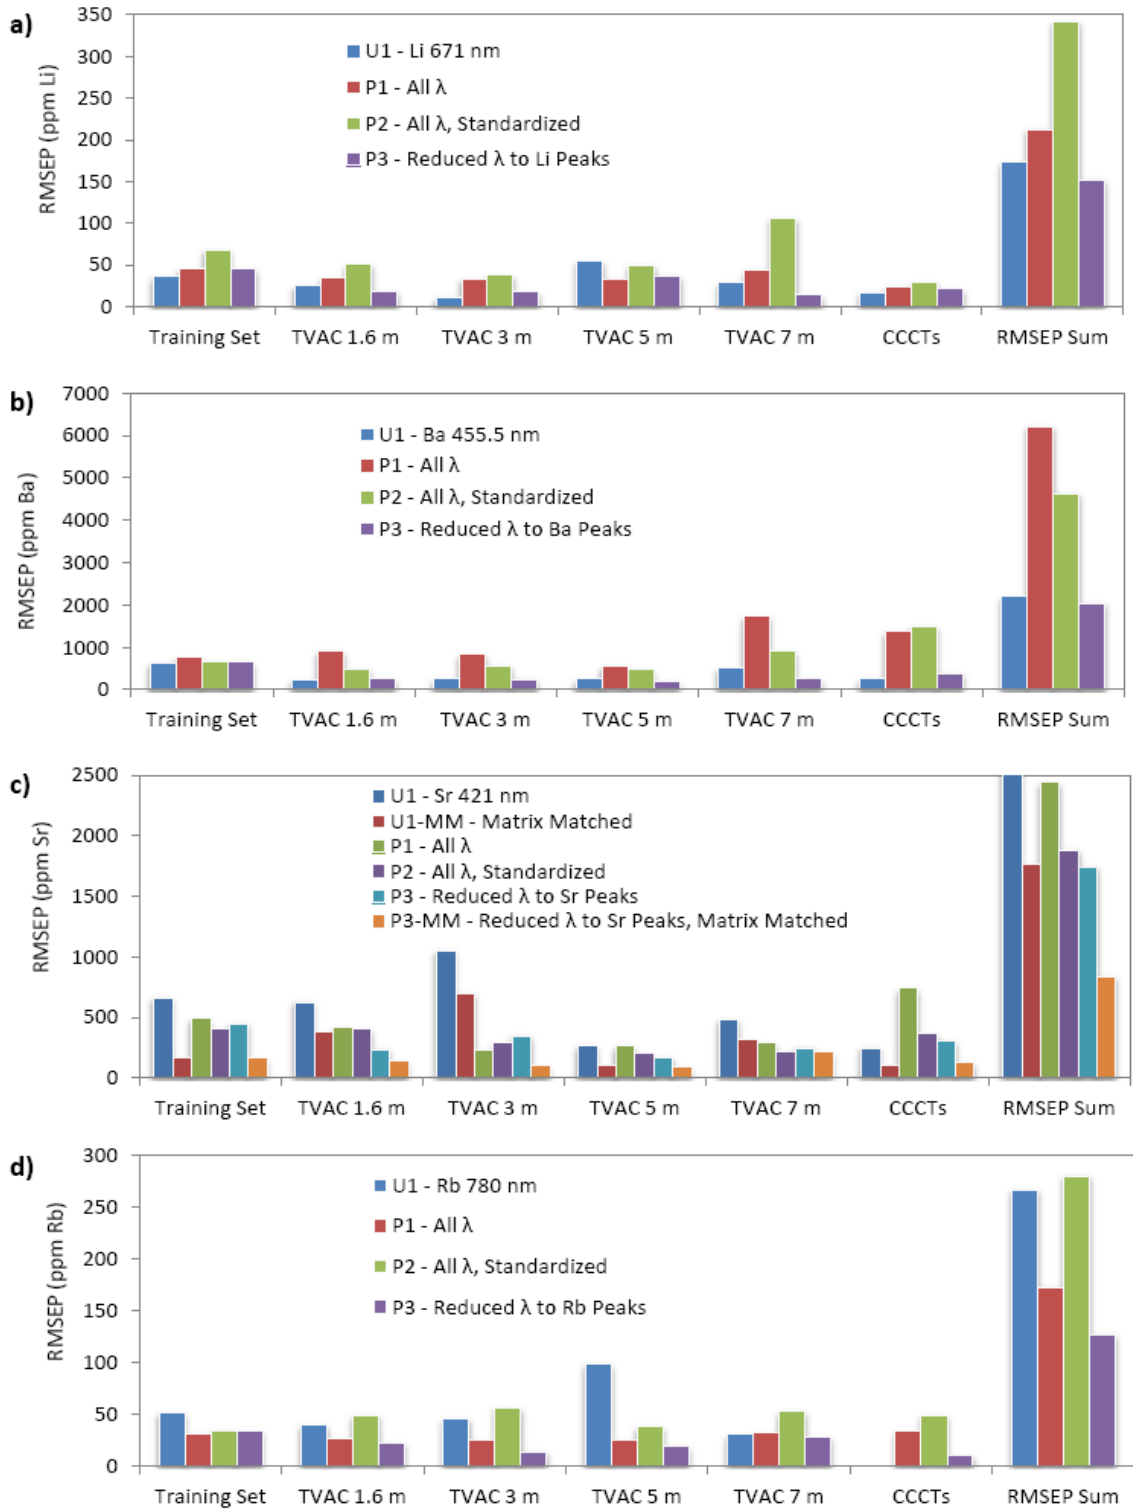 a)
RMSEP (ppm Li)
350
300
250
200
150
100
50
0
U1 - Li 671 nm
P1 - All λ
P2 - All λ, Standardized
P3 - Reduced λ to Li Peaks
Training Set TVAC 1.6 m TVAC 3 m TVAC 5 m TVAC 7 m CCCTs RMSEP Sum
b)
RMSEP (ppm Ba)
7000
6000
5000
4000
3000
2000
1000
0
U1 - Ba 455.5 nm
P1 - All λ
P2 - All λ, Standardized
P3 - Reduced λ to Ba Peaks
Training Set TVAC 1.6 m TVAC 3 m TVAC 5 m TVAC 7 m CCCTs RMSEP Sum
c)
RMSEP (ppm Sr)
2500
2000
1500
1000
500
0
U1 - Sr 421 nm
U1-MM - Matrix Matched
P1 - All λ
P2 - All λ, Standardized
P3 - Reduced λ to Sr Peaks
P3-MM - Reduced λ to Sr Peaks, Matrix Matched
Training Set TVAC 1.6 m TVAC 3 m TVAC 5 m TVAC 7 m CCCTs RMSEP Sum
d)
RMSEP (ppm Rb)
300
250
200
150
100
50
0
U1 - Rb 780 nm
P1 - All λ
P2 - All λ, Standardized
P3 - Reduced λ to Rb Peaks
Training Set TVAC 1.6 m TVAC 3 m TVAC 5 m TVAC 7 m CCCTs RMSEP Sum